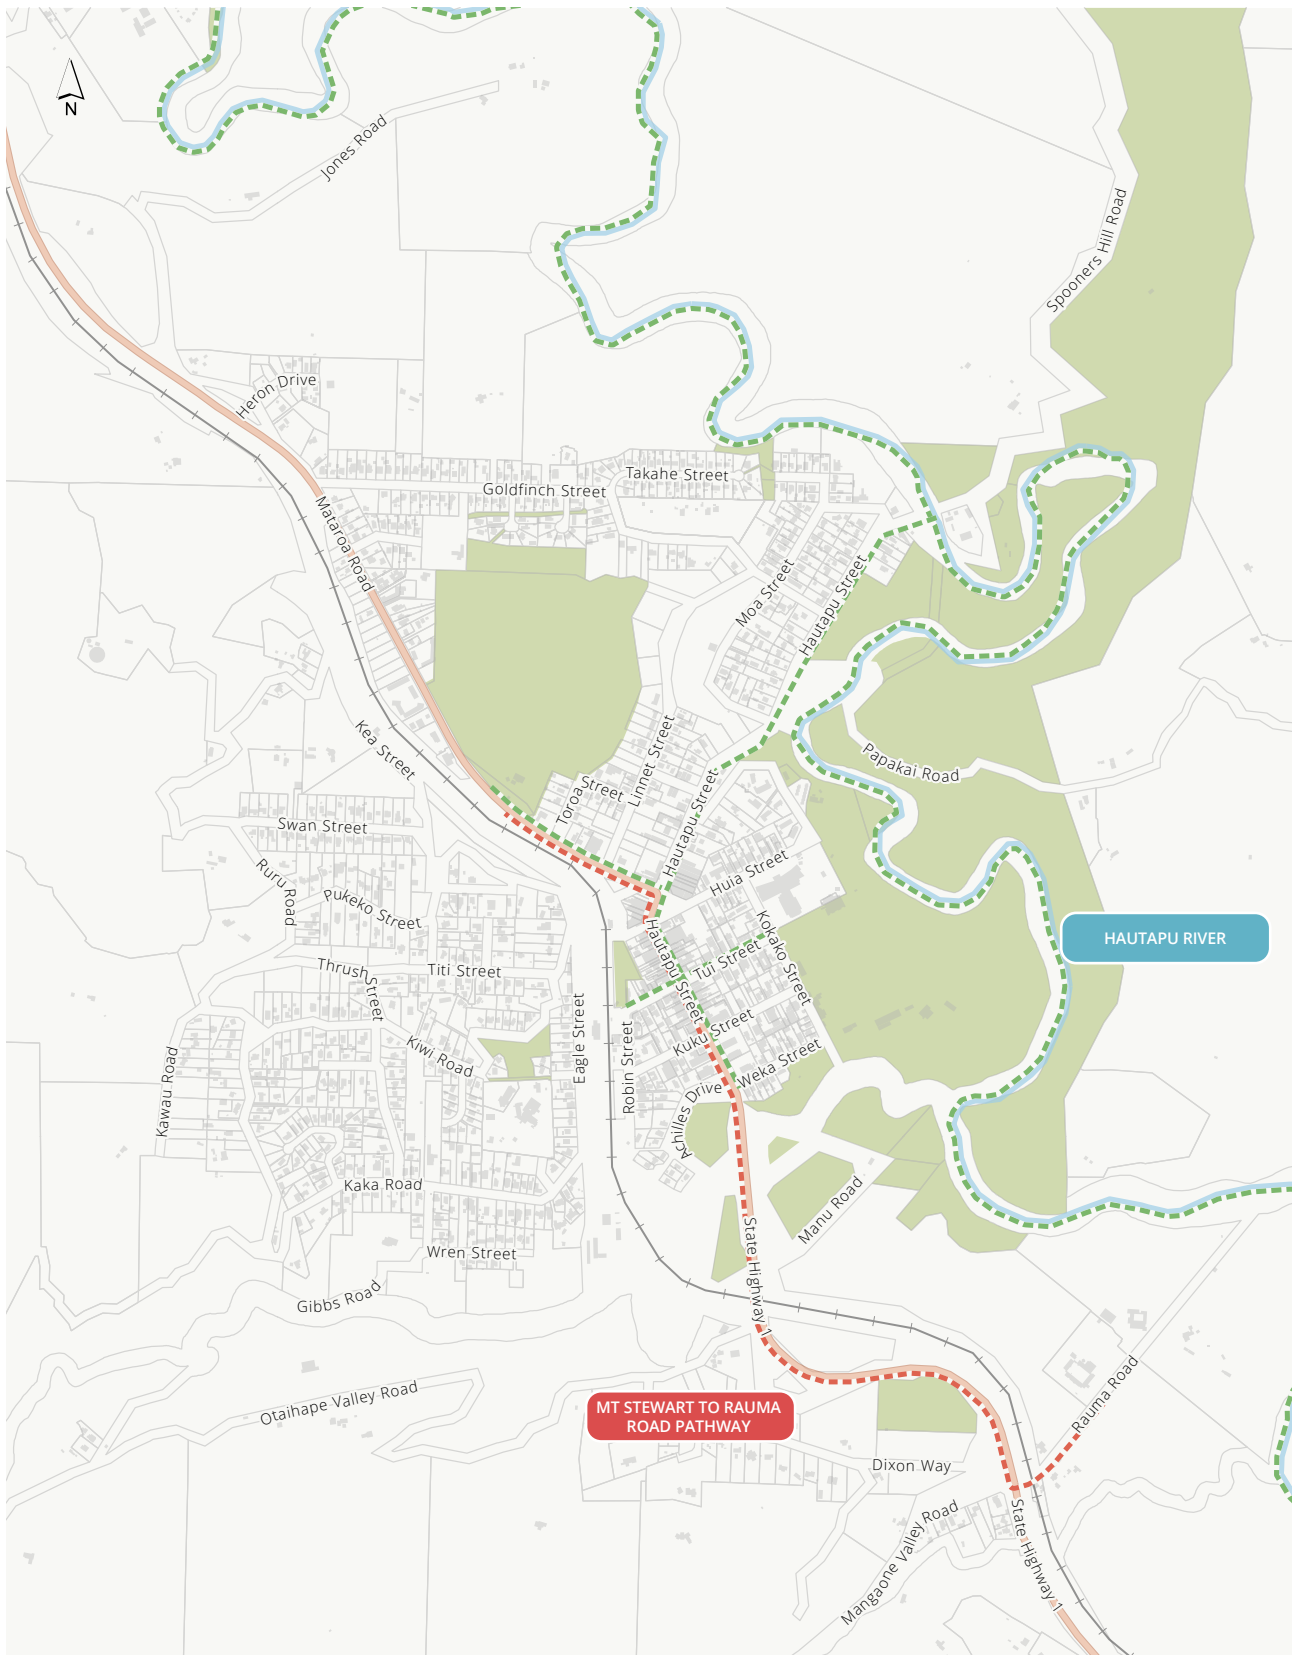 N
Jones Road
Spooners Hill Road
Heron Drive
Takahe Street
Goldfinch Street
Mataroa Road
Moa Street
Hautapu Street
Kea Street
Linnet Street
Toroa Street
Papakai Road
Hautapu Street
Swan Street
Huia Street
Ruru Road
Pukeko Street
Kokako Street
HAUTAPU RIVER
Hautapu Street
Tui Street
Thrush Street
Titi Street
Eagle Street
Kuku Street
Kiwi Road
Robin Street
Weka Street
Kawau Road
Achilles Drive
Kaka Road
Manu Road
State Highway 1
Wren Street
Gibbs Road
Otaihape Valley Road
MT STEWART TO RAUMA
ROAD PATHWAY
Rauma Road
Dixon Way
Mangaone Valley Road
State Highway 1